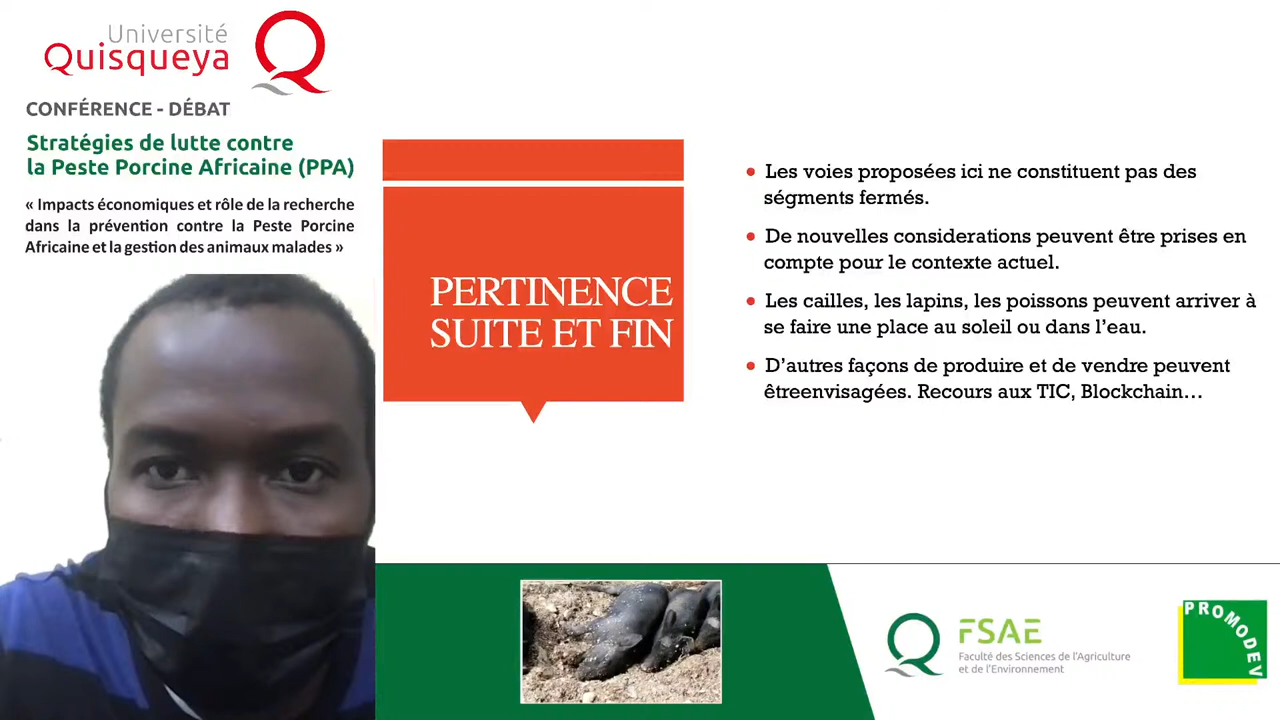 Université
Quisqueya
CONFÉRENCE - DÉBAT
Stratégies de lutte contre
la Peste Porcine Africaine (PPA)
« Impacts économiques et rôle de la recherche
dans la prévention contre la Peste Porcine
Africaine et la gestion des animaux malades »
PERTINENCE
SUITE ET FIN
• Les voies proposées ici ne constituent pas des
ségments fermés.
• De nouvelles considerations peuvent être prises en
compte pour le contexte actuel.
• Les cailles, les lapins, les poissons peuvent arriver à
se faire une place au soleil ou dans l’eau.
• D’autres façons de produire et de vendre peuvent
êtreenvisagées. Recours aux TIC, Blockchain…
FSAE
Faculté des Sciences de l'Agriculture
et de l'Environnement
PROMODEV